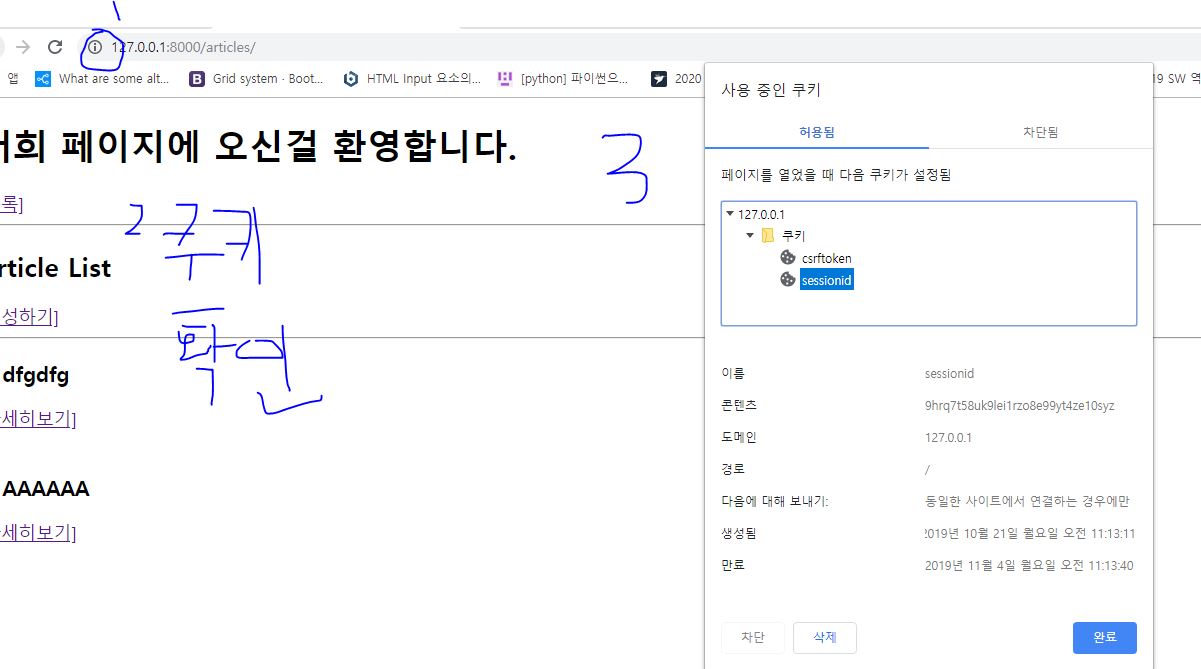 1
127.0.0.1:8000/articles/
앱 What are some alt... Grid system · Boot... HTML Input 요소의... [python] 파이썬으... 2020 19 SW 역
희 페이지에 오신걸 환영합니다.
록]
rticle List
성하기]
dfgdfg
세히보기]
AAAAAA
세히보기]
2 쿠키
확인
3
사용 중인 쿠키
허용됨 차단됨
페이지를 열었을 때 다음 쿠키가 설정됨
127.0.0.1
쿠키
csrftoken
sessionid
이름 sessionid
콘텐츠 9hrq7t58uk9lei1rzo8e99yt4ze10syz
도메인 127.0.0.1
경로 /
다음에 대해 보내기: 동일한 사이트에서 연결하는 경우에만
생성됨 2019년 10월 21일 월요일 오전 11:13:11
만료 2019년 11월 4일 월요일 오전 11:13:40
차단 삭제 완료